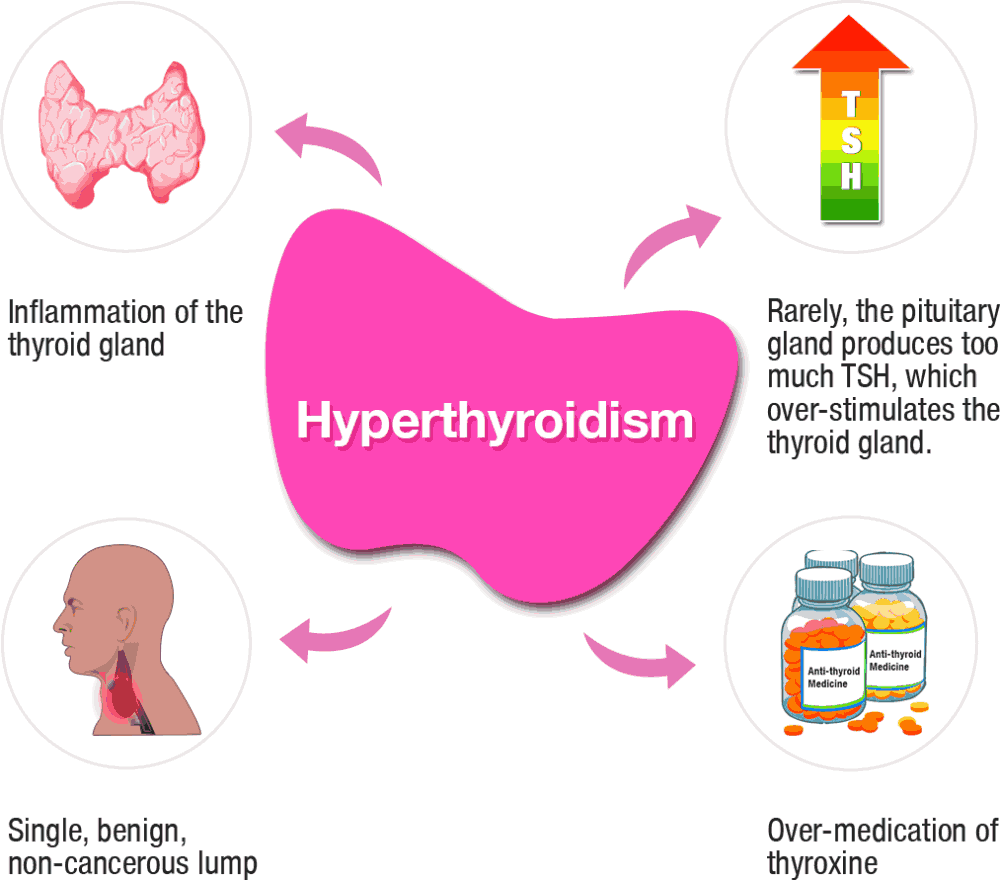 T
S
H
Inflammation of the
thyroid gland
Rarely, the pituitary
gland produces too
much TSH, which
over-stimulates the
thyroid gland.
Hyperthyroidism
Anti-thyroid
Medicine
Anti-thyroid
Medicine
Single, benign,
non-cancerous lump
Over-medication of
thyroxine